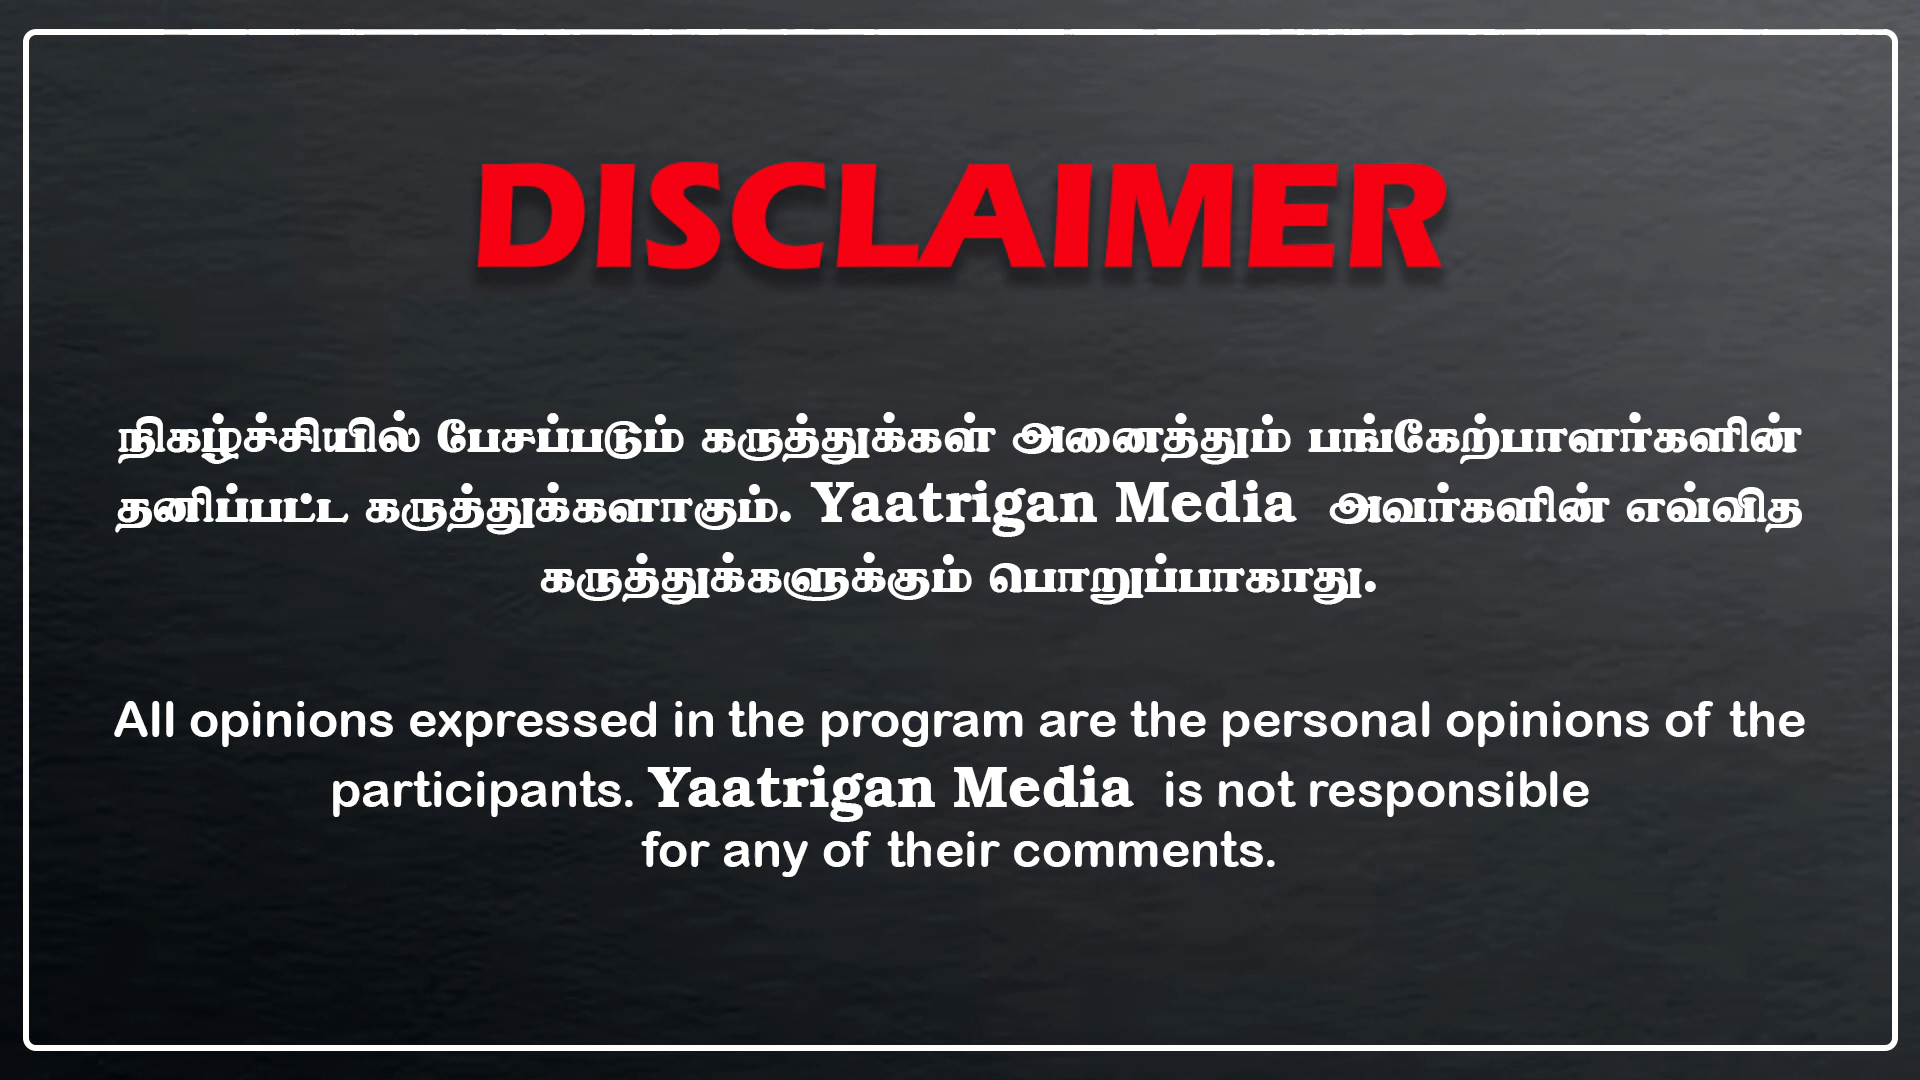 DISCLAIMER
நிகழ்ச்சியில் பேசப்படும் கருத்துக்கள் அனைத்தும் பங்கேற்பாளர்களின்
தனிப்பட்ட கருத்துக்களாகும். Yaatrigan Media அவர்களின் எவ்வித
கருத்துக்களுக்கும் பொறுப்பாகாது.
All opinions expressed in the program are the personal opinions of the
participants. Yaatrigan Media is not responsible
for any of their comments.